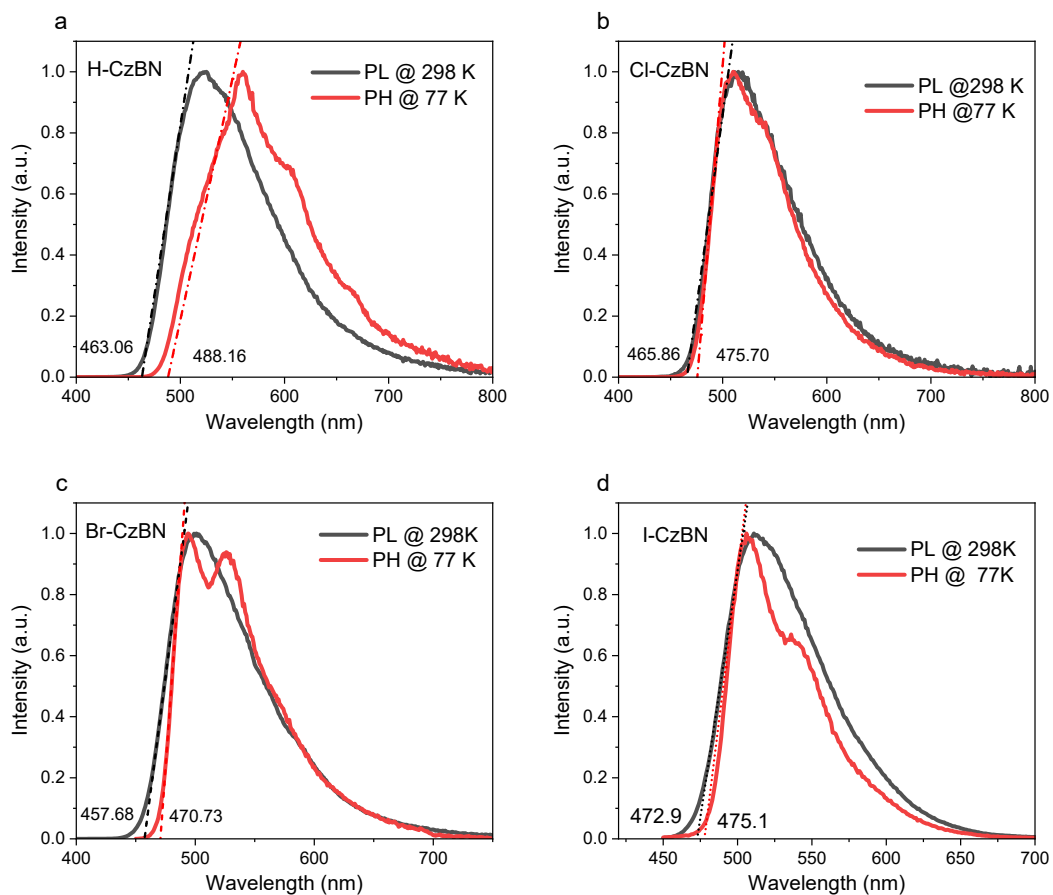 a
H-CzBN
PL @ 298 K
PH @ 77 K
1.0
0.8
0.6
0.4
0.2
0.0
Intensity (a.u.)
463.06
488.16
400 500 600 700 800
Wavelength (nm)
b
Cl-CzBN
PL @298 K
PH @77 K
1.0
0.8
0.6
0.4
0.2
0.0
Intensity (a.u.)
465.86
475.70
400 500 600 700 800
Wavelength (nm)
c
Br-CzBN
PL @ 298K
PH @ 77 K
1.0
0.8
0.6
0.4
0.2
0.0
Intensity (a.u.)
457.68
470.73
400 500 600 700
Wavelength (nm)
d
I-CzBN
PL @ 298K
PH @ 77K
1.0
0.8
0.6
0.4
0.2
0.0
Intensity (a.u.)
472.9
475.1
450 500 550 600 650 700
Wavelength (nm)